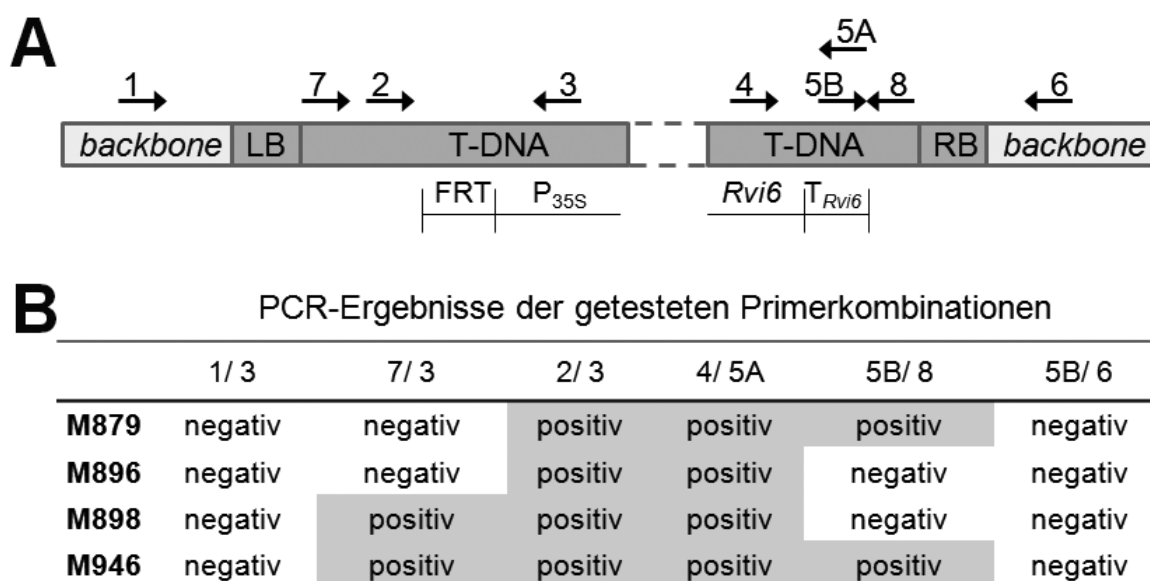 A
1 7 2 3 4 5A 5B 8 6
backbone LB T-DNA T-DNA RB backbone
FRT P35S Rvi6 TRvi6
B
PCR-Ergebnisse der getesteten Primerkombinationen
1/ 3 7/ 3 2/ 3 4/ 5A 5B/ 8 5B/ 6
M879 negativ negativ positiv positiv positiv negativ
M896 negativ negativ positiv positiv negativ negativ
M898 negativ positiv positiv positiv negativ negativ
M946 negativ positiv positiv positiv positiv negativ